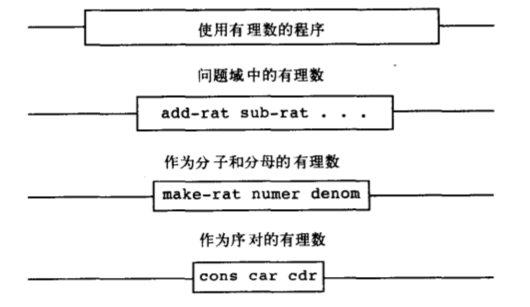 使用有理数的程序
问题域中的有理数
add-rat sub-rat . . .
作为分子和分母的有理数
make-rat numer denom
作为序对的有理数
cons car cdr